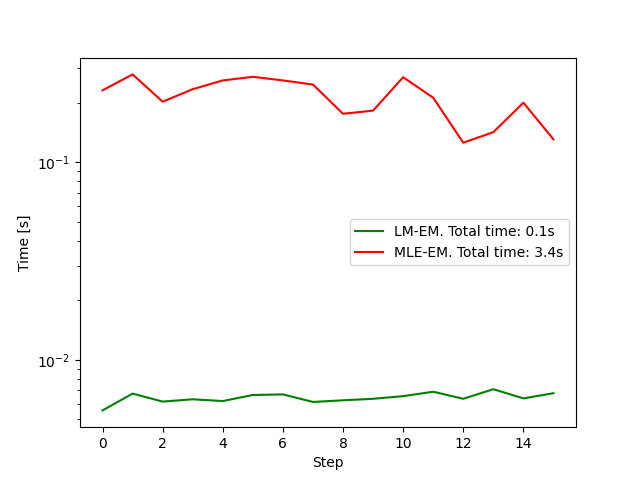 10⁻¹
10⁻²
Time [s]
LM-EM. Total time: 0.1s
MLE-EM. Total time: 3.4s
0 2 4 6 8 10 12 14
Step